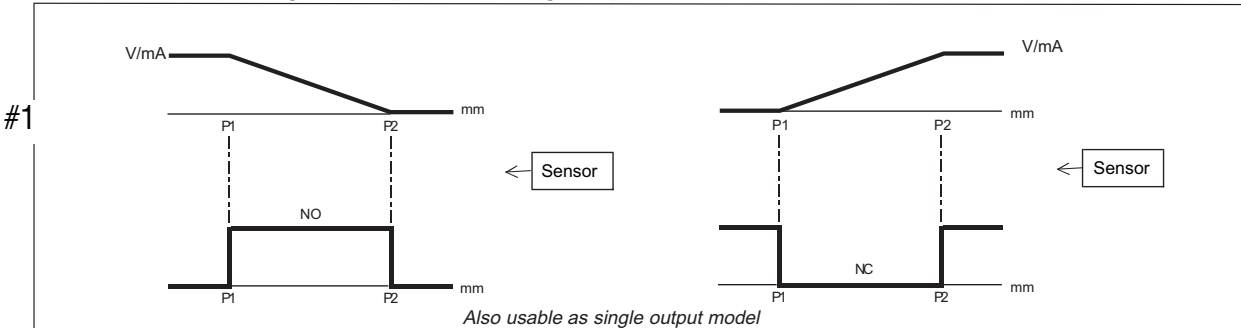 V/mA
V/mA
#1
mm
mm
P1
P2
P1
P2
Sensor
Sensor
NO
NC
P1
P2
mm
P1
P2
mm
Also usable as single output model